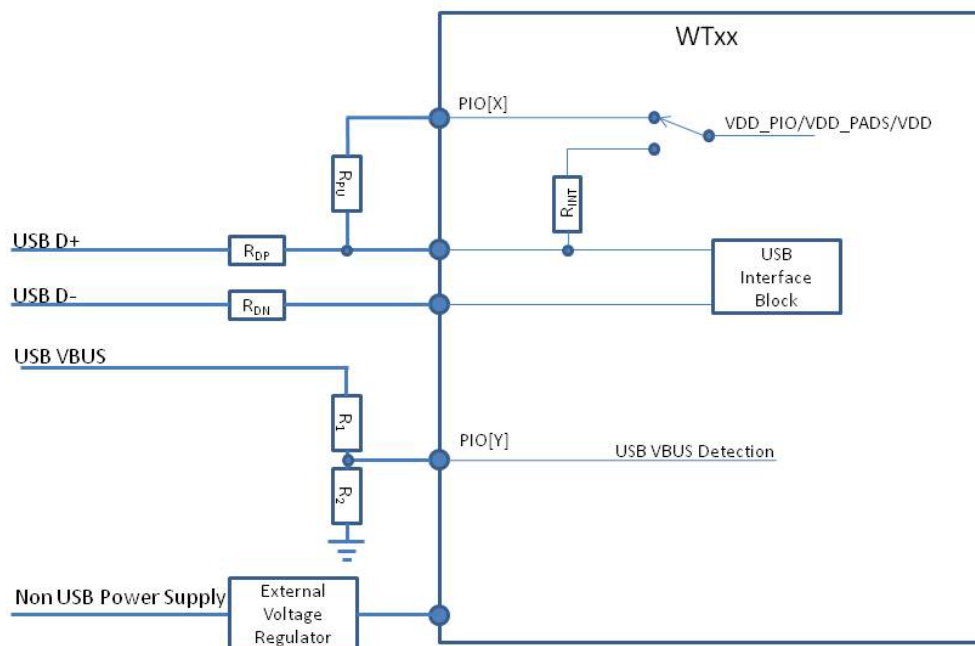 WTxx
PIO[X]
VDD_PIO/VDD_PADS/VDD
RPU
RINT
USB D+
RDP
USB
Interface
Block
USB D-
RDN
USB VBUS
R1
PIO[Y]
USB VBUS Detection
R2
Non USB Power Supply
External
Voltage
Regulator